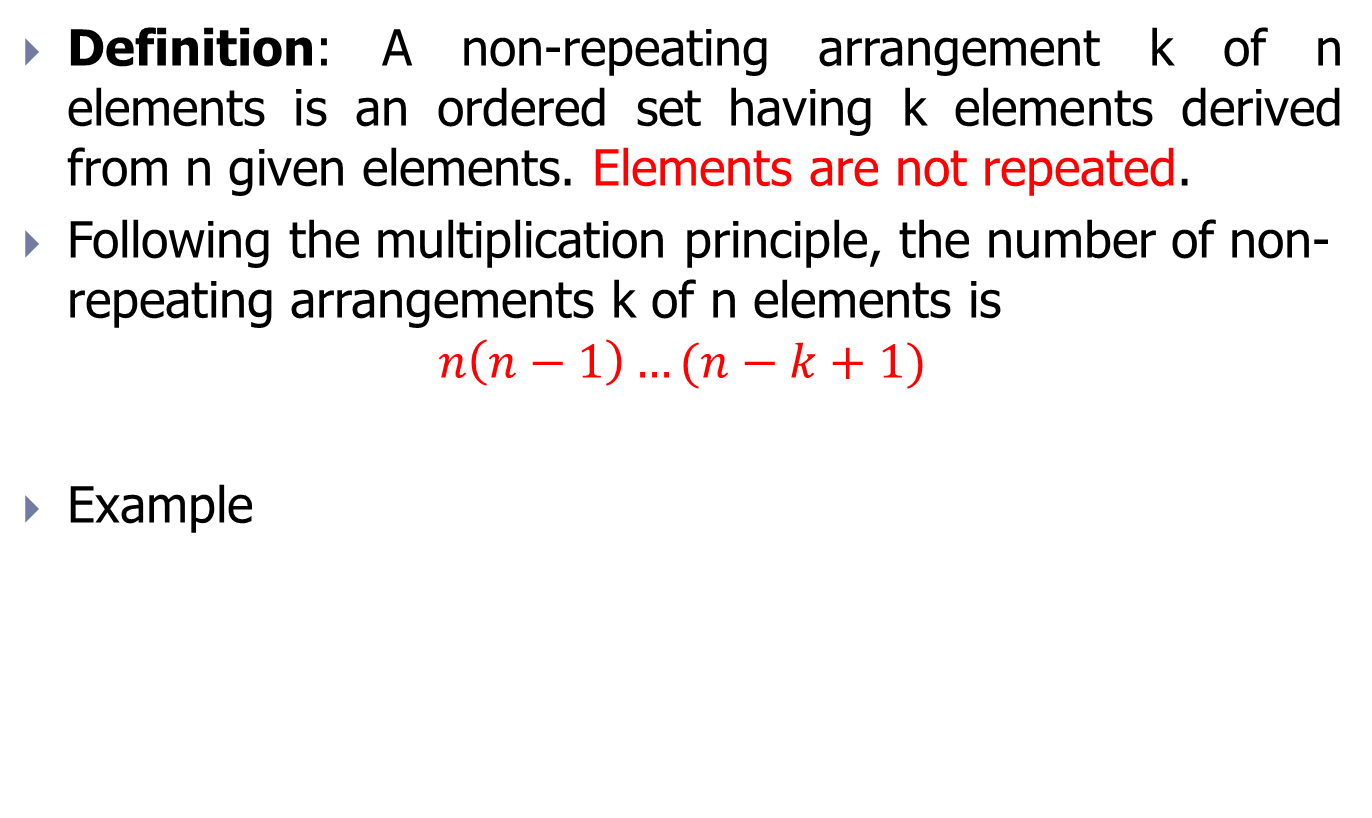 Definition: A non-repeating arrangement k of n
elements is an ordered set having k elements derived
from n given elements. Elements are not repeated.
Following the multiplication principle, the number of non-
repeating arrangements k of n elements is
n(n − 1) … (n − k + 1)
Example